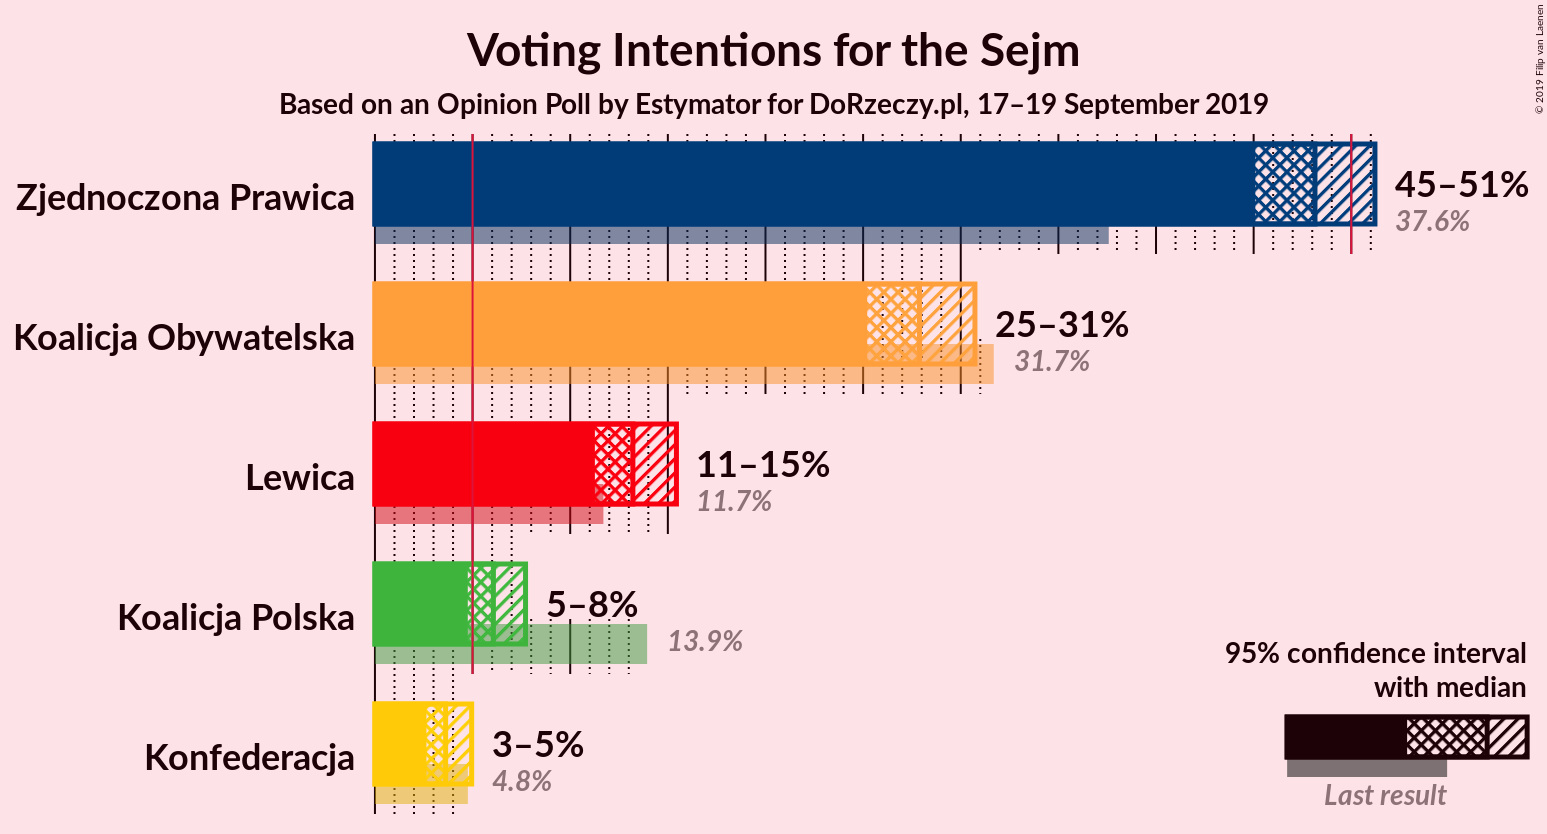 Voting Intentions for the Sejm
Based on an Opinion Poll by Estymator for DoRzeczy.pl, 17–19 September 2019
© 2019 Filip van Laenen
Zjednoczona Prawica
45–51%
37.6%
Koalicja Obywatelska
25–31%
31.7%
Lewica
11–15%
11.7%
Koalicja Polska
5–8%
13.9%
Konfederacja
3–5%
4.8%
95% confidence interval
with median
Last result